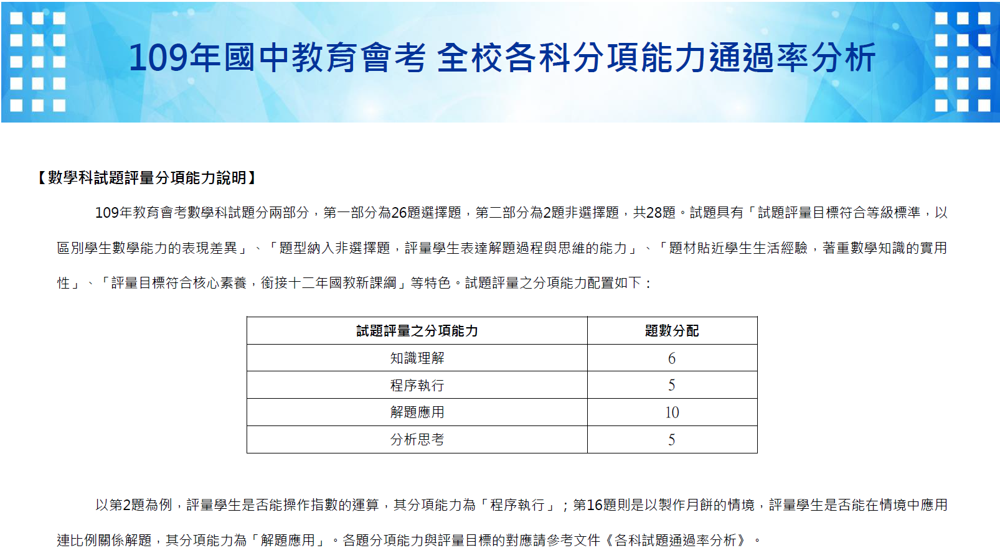 109年國中教育會考 全校各科分項能力通過率分析
【數學科試題評量分項能力說明】
109年教育會考數學科試題分兩部分，第一部分為26題選擇題，第二部分為2題非選擇題，共28題。試題具有「試題評量目標符合等級標準，以
區別學生數學能力的表現差異」、「題型納入非選擇題，評量學生表達解題過程與思維的能力」、「題材貼近學生生活經驗，著重數學知識的實用
性」、「評量目標符合核心素養，銜接十二年國教新課綱」等特色。試題評量之分項能力配置如下：
試題評量之分項能力 題數分配
知識理解 6
程序執行 5
解題應用 10
分析思考 5
以第2題為例，評量學生是否能操作指數的運算，其分項能力為「程序執行」；第16題則是以製作月餅的情境，評量學生是否能在情境中應用
連比例關係解題，其分項能力為「解題應用」。各題分項能力與評量目標的對應請參考文件《各科試題通過率分析》。